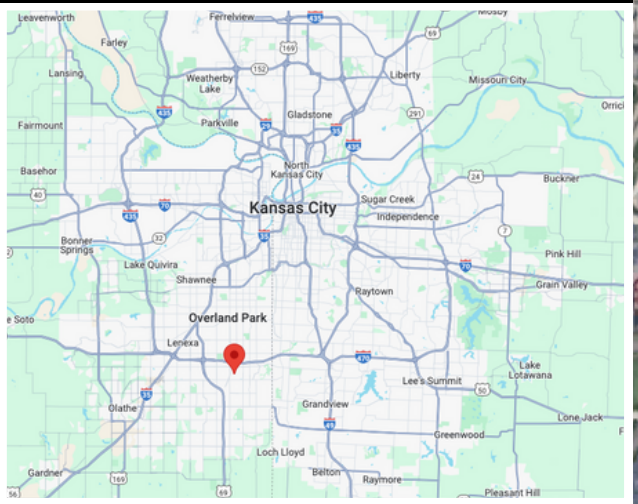 Leavenworth
Ferrelview
435
Mosby
69
Farley
169
Lansing
Weatherby
Lake
152
Liberty
Missouri City
Fairmount
435
Parkville
Gladstone
291
Orric
29
35
435
North
Kansas City
Basehor
24
Buckner
40
Sugar Creek
Kansas City
Independence
435
70
35
7
Bonner
Springs
32
Pink Hill
Lake Quivira
70
Shawnee
Raytown
Grain Valley
e Soto
Overland Park
Lenexa
470
Lake
Lotawana
Lee's Summit
50
Olathe
35
Grandview
49
Lone Jack
Greenwood
F
Loch Lloyd
Gardner
169
Belton
Raymore
56
69
Pleasant Hill